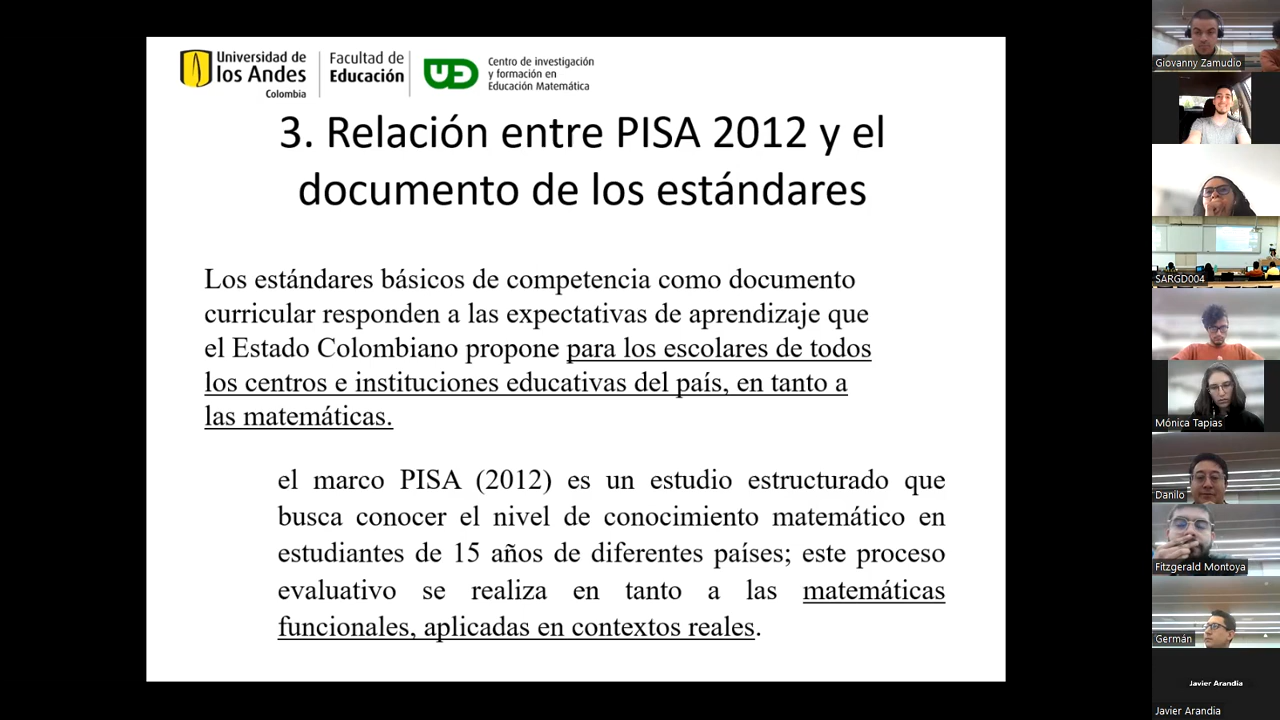 Universidad de
los Andes
Colombia
Facultad de
Educación
Centro de investigación
y formación en
Educación Matemática
3. Relación entre PISA 2012 y el
documento de los estándares
Los estándares básicos de competencia como documento
curricular responden a las expectativas de aprendizaje que
el Estado Colombiano propone para los escolares de todos
los centros e instituciones educativas del país, en tanto a
las matemáticas.
el marco PISA (2012) es un estudio estructurado que
busca conocer el nivel de conocimiento matemático en
estudiantes de 15 años de diferentes países; este proceso
evaluativo se realiza en tanto a las matemáticas
funcionales, aplicadas en contextos reales.
Giovanny Zamudio
SARGD004
Mónica Tapias
Danilo
Fitzgerald Montoya
Germán
Javier Arandia
Javier Arandia